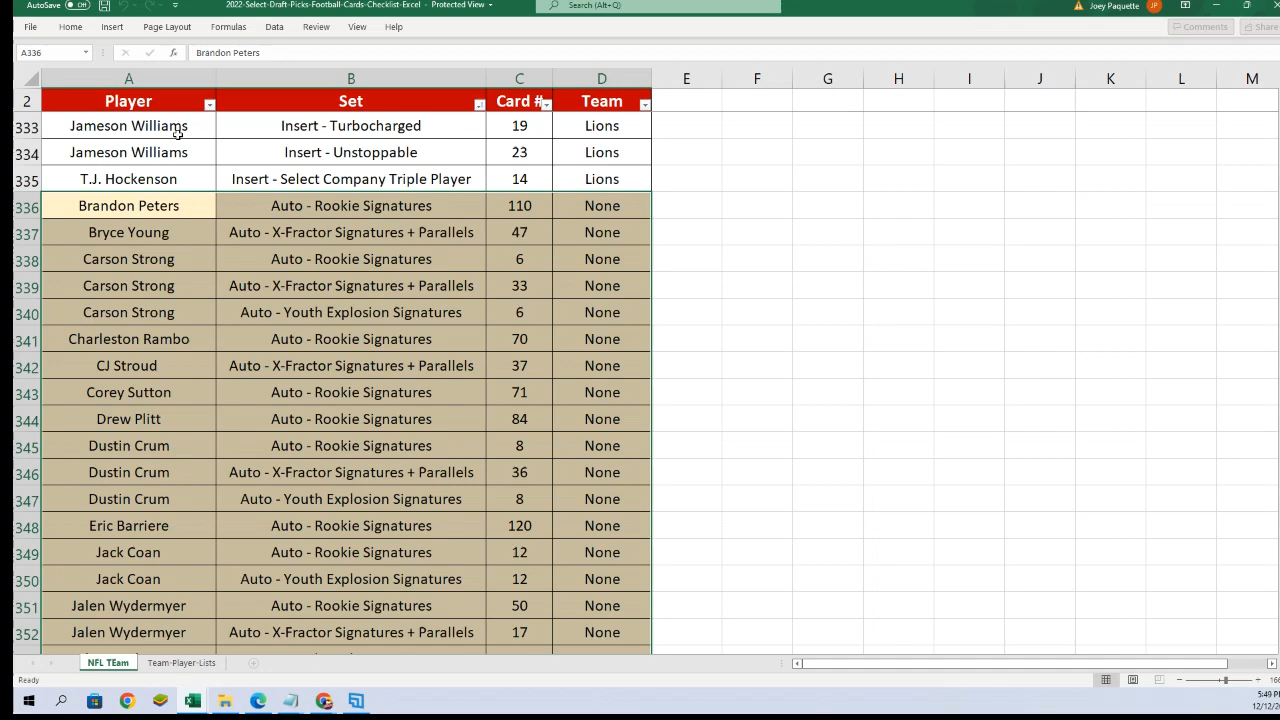 AutoSave Off 2022-Select-Draft-Picks-Football-Cards-Checklist-Excel - Protected View Search (Alt+Q) Joey Paquette JP
File Home Insert Page Layout Formulas Data Review View Help Comments Share
A336 fx Brandon Peters
A B C D E F G H I J K L M
2 Player Set Card # Team
333 Jameson Williams Insert - Turbocharged 19 Lions
334 Jameson Williams Insert - Unstoppable 23 Lions
335 T.J. Hockenson Insert - Select Company Triple Player 14 Lions
336 Brandon Peters Auto - Rookie Signatures 110 None
337 Bryce Young Auto - X-Fractor Signatures + Parallels 47 None
338 Carson Strong Auto - Rookie Signatures 6 None
339 Carson Strong Auto - X-Fractor Signatures + Parallels 33 None
340 Carson Strong Auto - Youth Explosion Signatures 6 None
341 Charleston Rambo Auto - Rookie Signatures 70 None
342 CJ Stroud Auto - X-Fractor Signatures + Parallels 37 None
343 Corey Sutton Auto - Rookie Signatures 71 None
344 Drew Plitt Auto - Rookie Signatures 84 None
345 Dustin Crum Auto - Rookie Signatures 8 None
346 Dustin Crum Auto - X-Fractor Signatures + Parallels 36 None
347 Dustin Crum Auto - Youth Explosion Signatures 8 None
348 Eric Barriere Auto - Rookie Signatures 120 None
349 Jack Coan Auto - Rookie Signatures 12 None
350 Jack Coan Auto - Youth Explosion Signatures 12 None
351 Jalen Wydermyer Auto - Rookie Signatures 50 None
352 Jalen Wydermyer Auto - X-Fractor Signatures + Parallels 17 None
NFL TEam Team-Player-Lists
Ready
5:49
12/12/